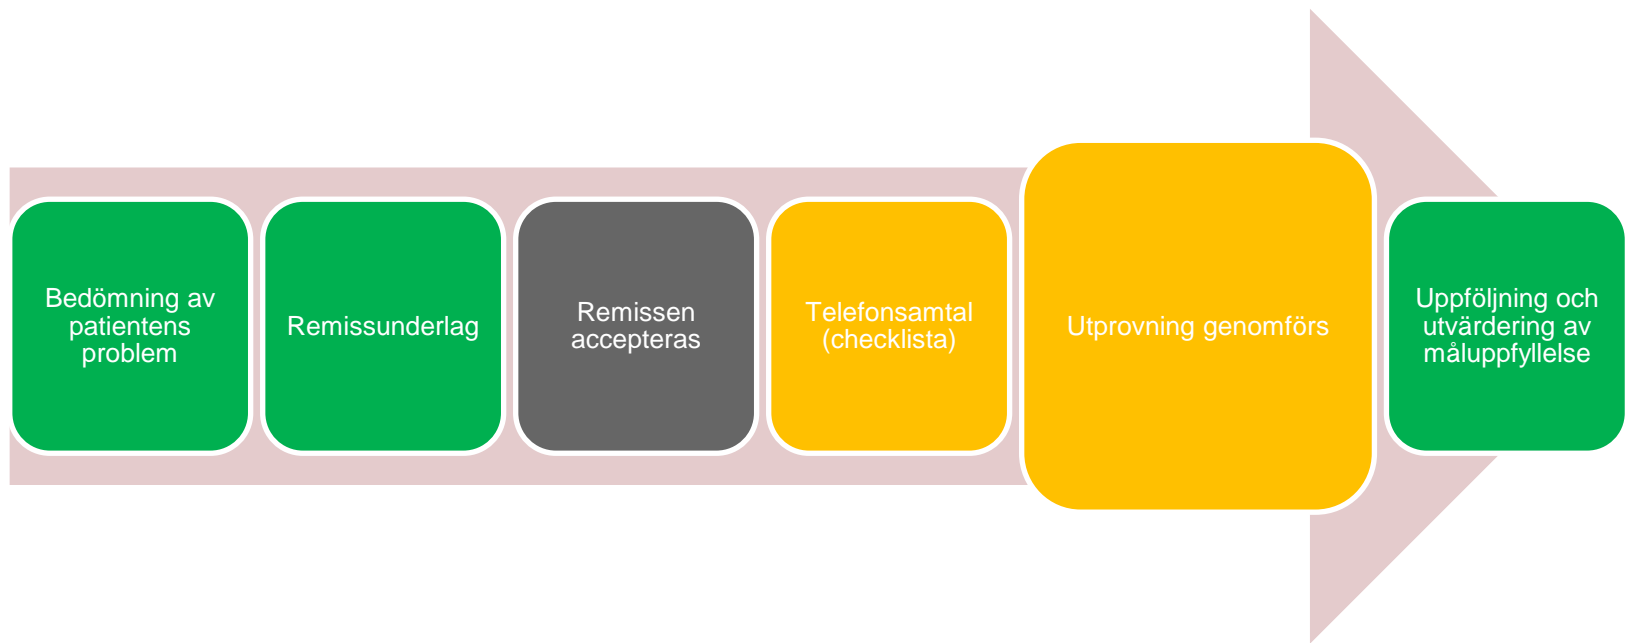 Bedömning av
patientens
problem
Remissunderlag
Remissen
accepteras
Telefonsamtal
(checklista)
Utprovning genomförs
Uppföljning och
utvärdering av
måluppfyllelse